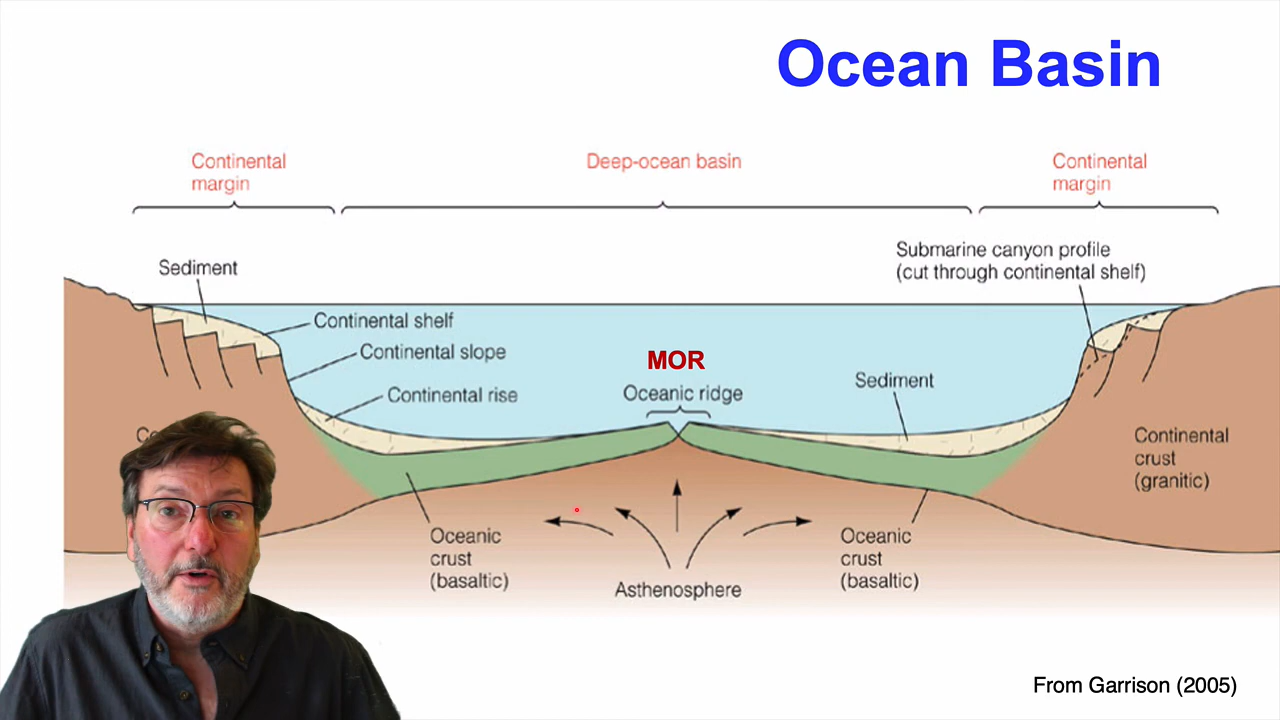 Ocean Basin
Continental
margin
Deep-ocean basin
Continental
margin
Submarine canyon profile
(cut through continental shelf)
Sediment
Continental shelf
Continental slope
MOR
Continental rise
Oceanic ridge
Sediment
Continental
crust
(granitic)
Oceanic
crust
(basaltic)
Oceanic
crust
(basaltic)
Asthenosphere
From Garrison (2005)